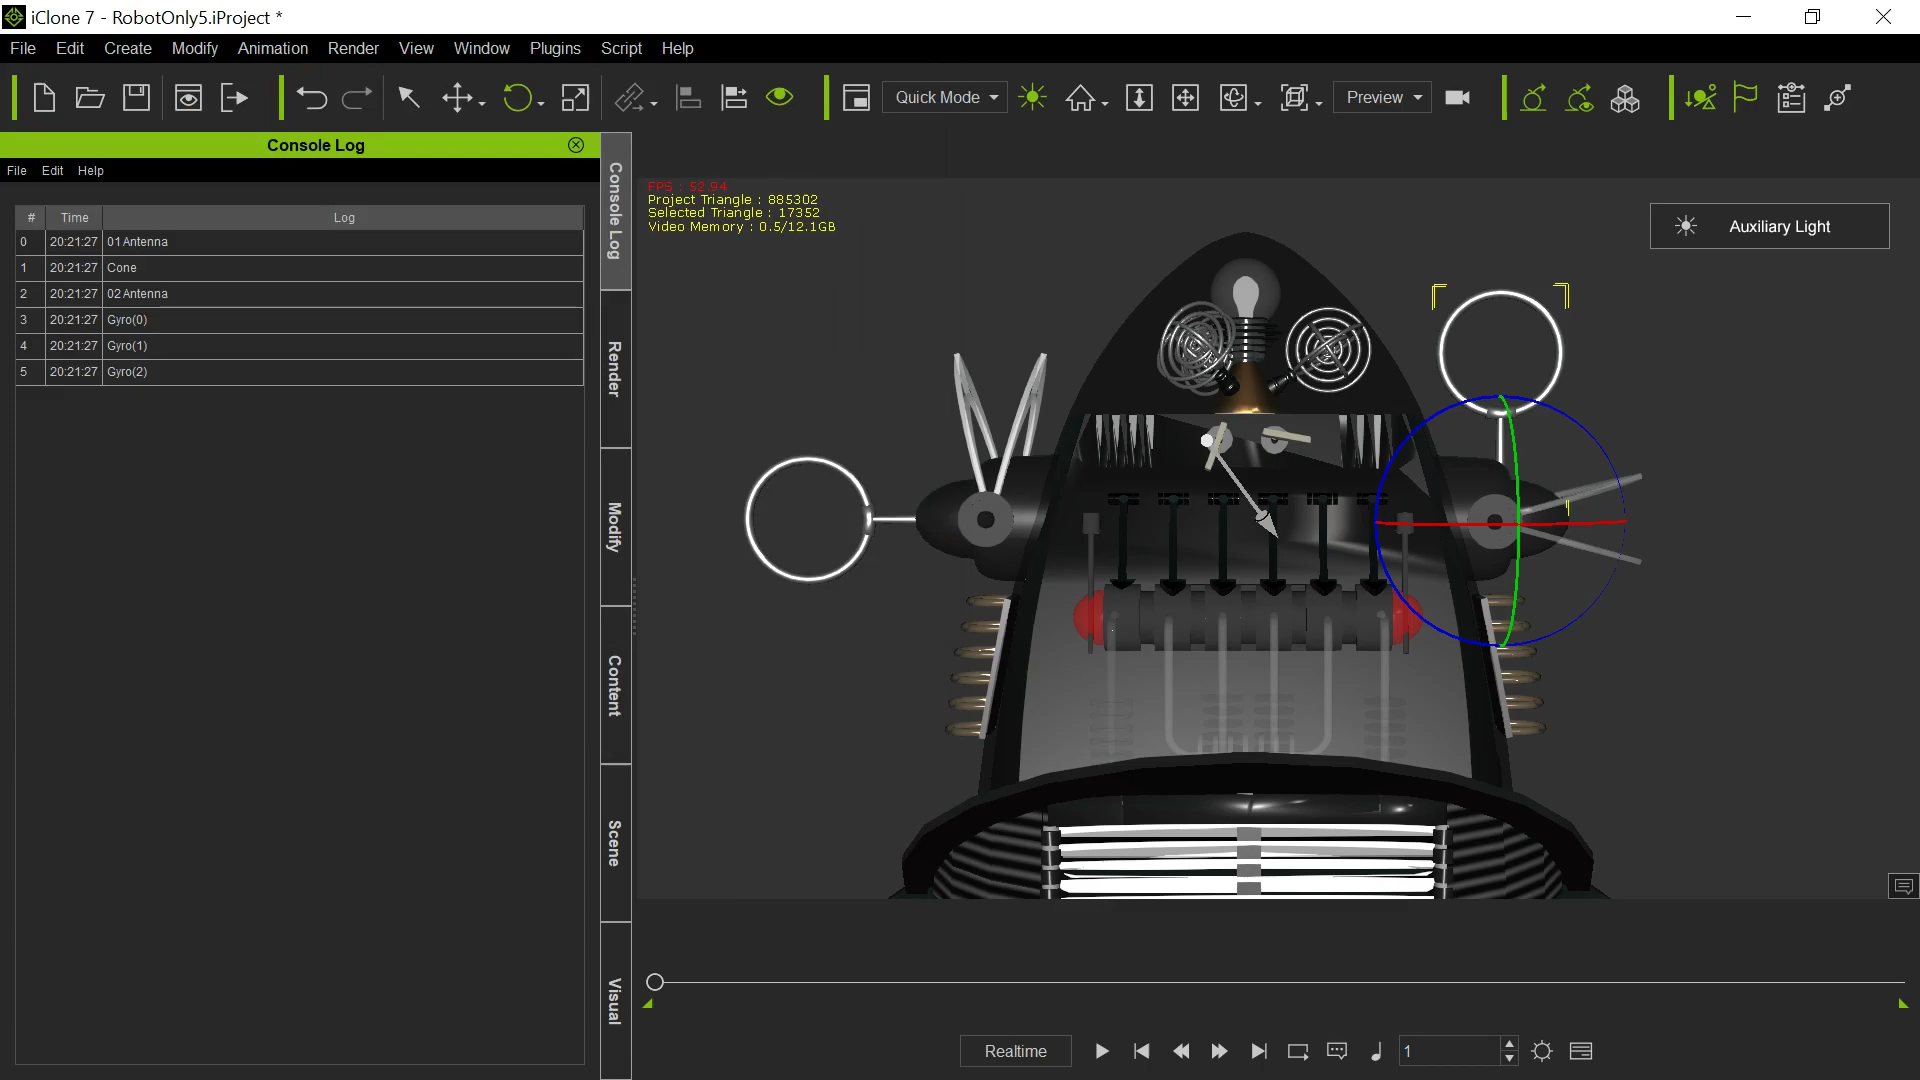 iClone 7 - RobotOnly5.iProject *
File Edit Create Modify Animation Render View Window Plugins Script Help
Quick Mode
Preview
Console Log
File Edit Help
# Time Log
0 20:21:27 01 Antenna
1 20:21:27 Cone
2 20:21:27 02 Antenna
3 20:21:27 Gyro(0)
4 20:21:27 Gyro(1)
5 20:21:27 Gyro(2)
Console Log
Render
Modify
Content
Scene
Visual
FPS : 52.94
Project Triangle : 885302
Selected Triangle : 17352
Video Memory : 0.5/12.1GB
Auxiliary Light
Realtime
1